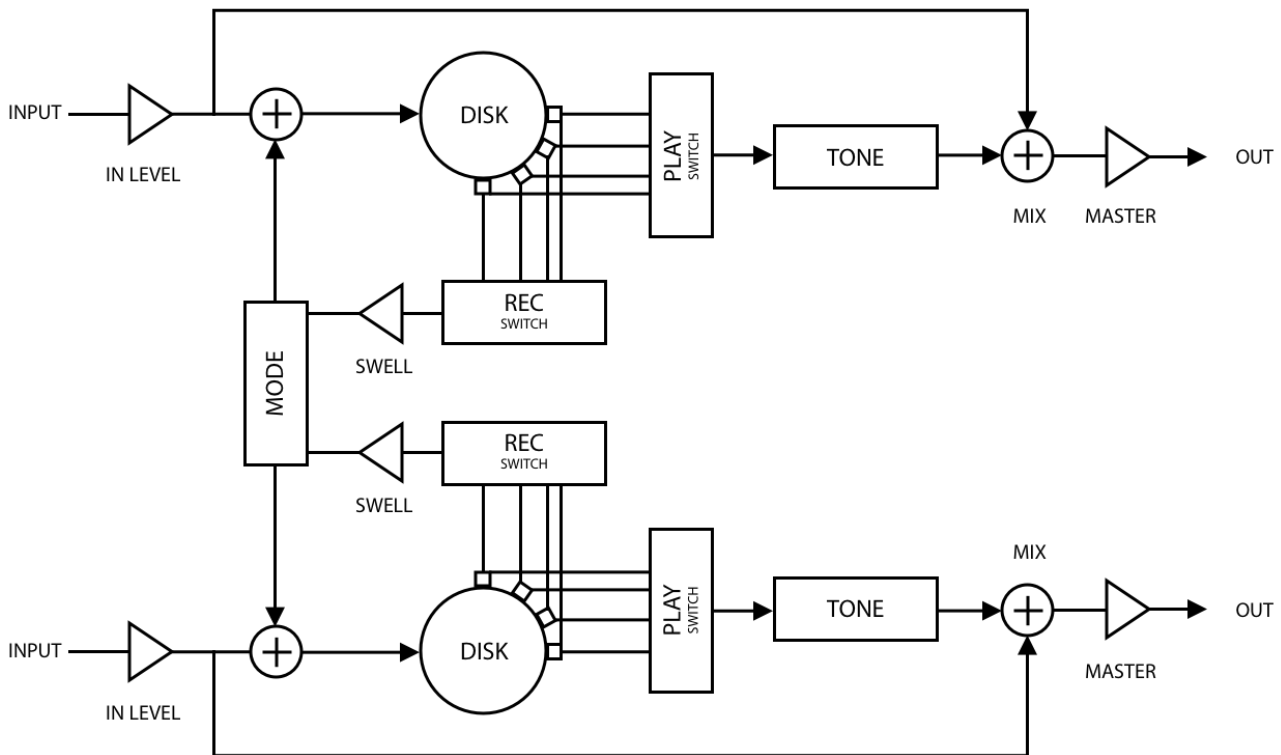 INPUT
IN LEVEL
DISK
PLAY
SWITCH
TONE
MIX
MASTER
OUT
REC
SWITCH
SWELL
MODE
REC
SWITCH
SWELL
INPUT
IN LEVEL
DISK
PLAY
SWITCH
TONE
MIX
MASTER
OUT